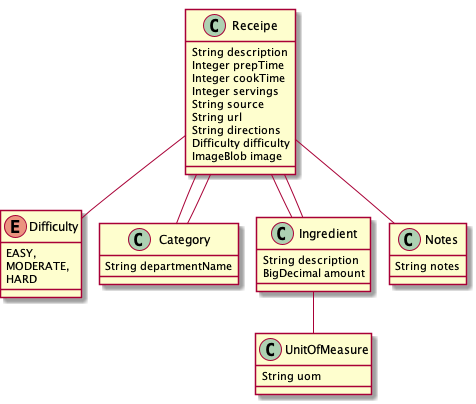 C Receipe
String description
Integer prepTime
Integer cookTime
Integer servings
String source
String url
String directions
Difficulty difficulty
ImageBlob image
E Difficulty
EASY,
MODERATE,
HARD
C Category
String departmentName
C Ingredient
String description
BigDecimal amount
C Notes
String notes
C UnitOfMeasure
String uom